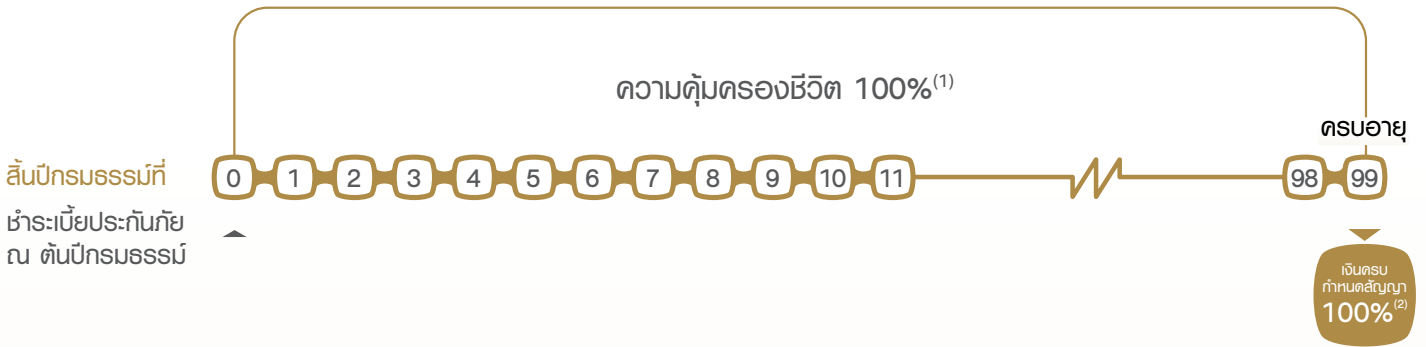 ความคุ้มครองชีวิต 100%(1)
ครบอายุ
สิ้นปีกรมธรรม์ที่ 0 1 2 3 4 5 6 7 8 9 10 11 98 99
ชำระเบี้ยประกันภัย
ณ ต้นปีกรมธรรม์
เงินครบ
กำหนดสัญญา
100%(2)